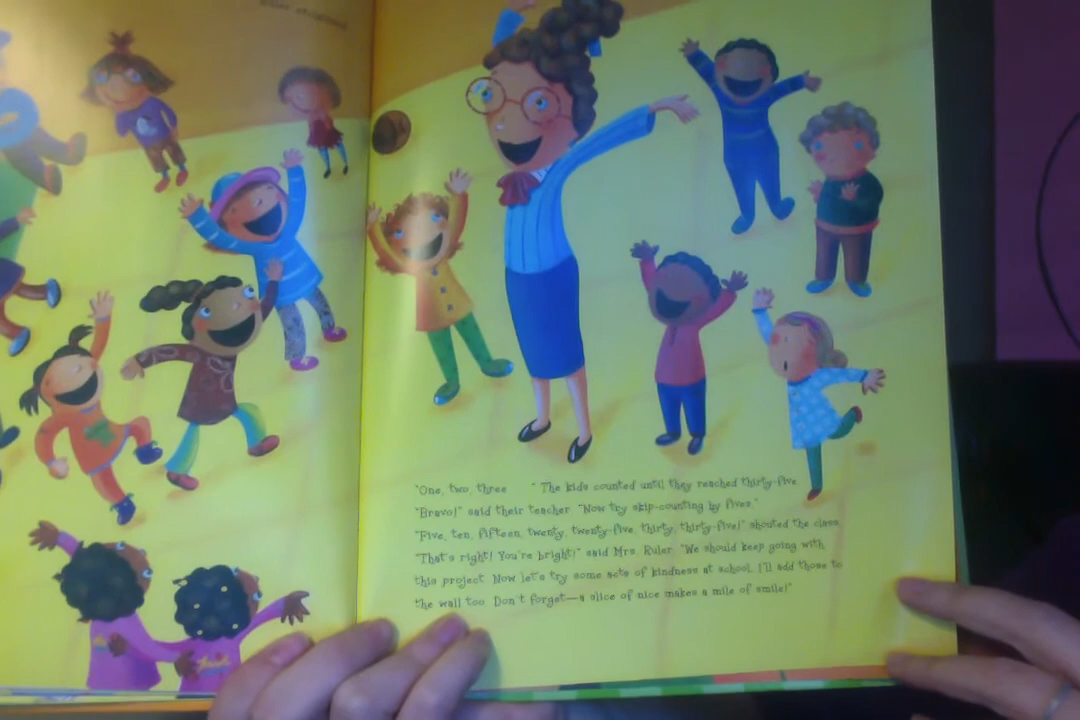 "One, two, three " The kids counted until they reached thirty-five.
"Bravo!" said their teacher. "Now try skip-counting by fives."
"Five, ten, fifteen, twenty, twenty-five, thirty, thirty-five!" shouted the class.
"That's right! You're bright!" said Mrs. Ruler. "We should keep going with
this project. Now let's try some acts of kindness at school. I'll add those to
the wall too. Don't forget—a slice of nice makes a mile of smile!"